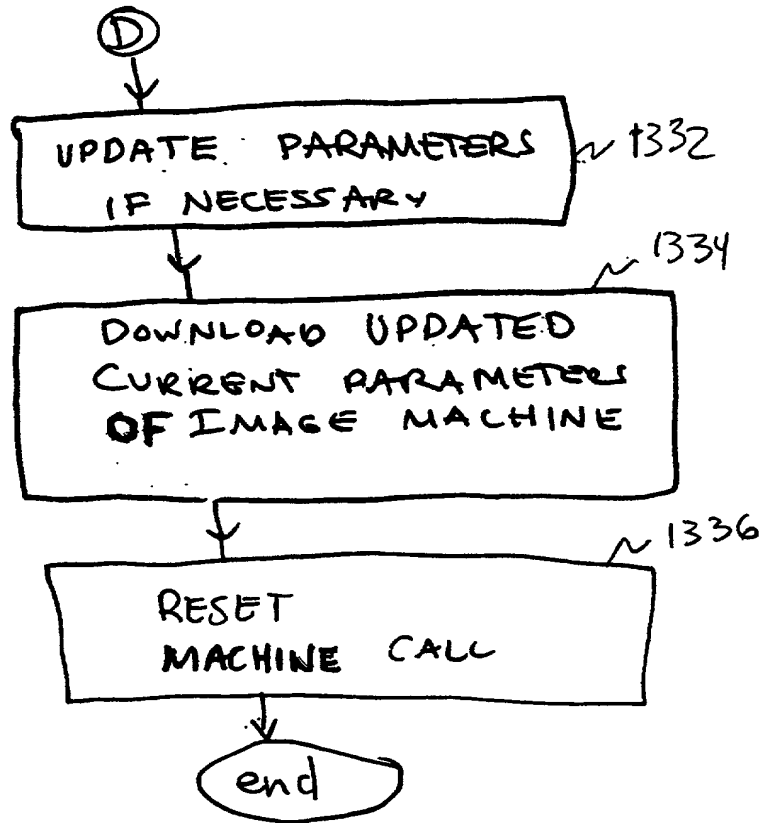 D
UPDATE PARAMETERS
IF NECESSARY
1332
1334
DOWNLOAD UPDATED
CURRENT PARAMETERS
OF IMAGE MACHINE
1336
RESET
MACHINE CALL
end